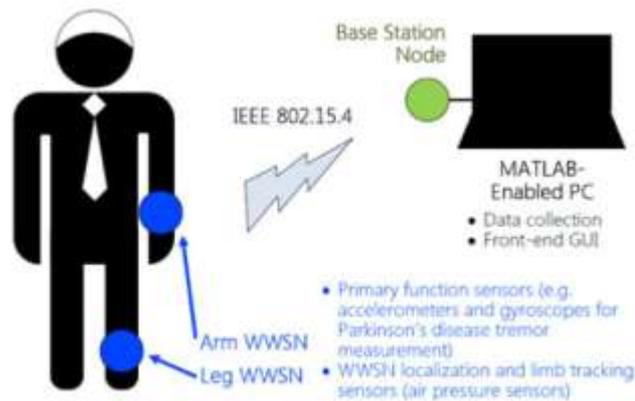 Base Station
Node
IEEE 802.15.4
MATLAB-
Enabled PC
• Data collection
• Front-end GUI
• Primary function sensors (e.g.
accelerometers and gyroscopes for
Parkinson's disease tremor
measurement)
• WWSN localization and limb tracking
sensors (air pressure sensors)
Arm WWSN
Leg WWSN